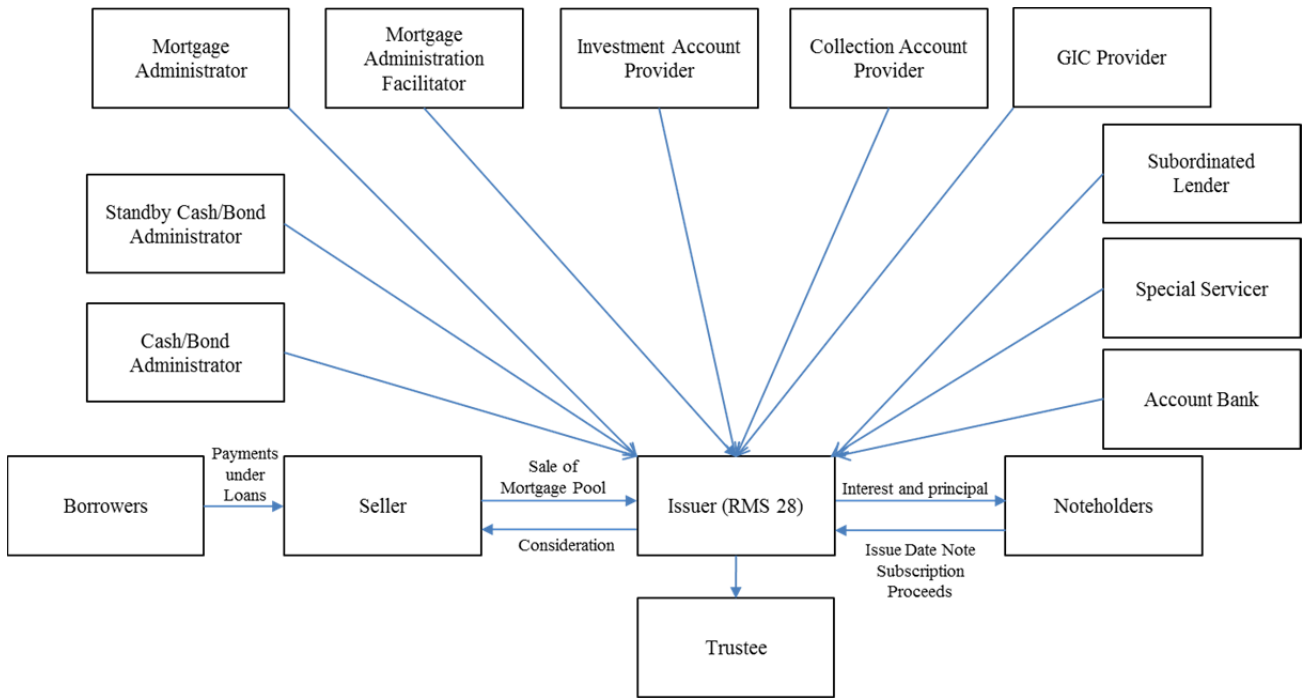 Mortgage
Administrator
Mortgage
Administration
Facilitator
Investment Account
Provider
Collection Account
Provider
GIC Provider
Subordinated
Lender
Standby Cash/Bond
Administrator
Special Servicer
Cash/Bond
Administrator
Account Bank
Borrowers
Payments
under
Loans
Seller
Sale of
Mortgage Pool
Consideration
Issuer (RMS 28)
Interest and principal
Issue Date Note
Subscription
Proceeds
Noteholders
Trustee